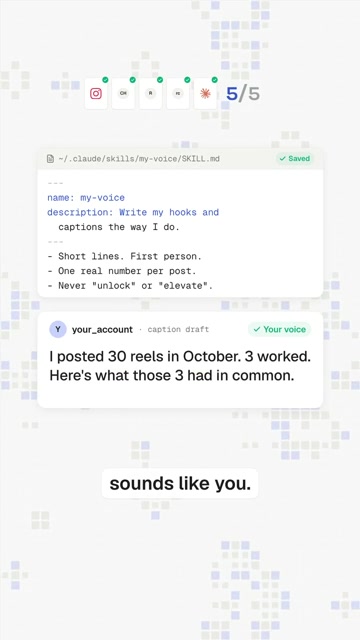 CH
R
rc
5/5
~/.claude/skills/my-voice/SKILL.md
Saved
---
name: my-voice
description: Write my hooks and
captions the way I do.
---
- Short lines. First person.
- One real number per post.
- Never "unlock" or "elevate".
Y your_account · caption draft
Your voice
I posted 30 reels in October. 3 worked.
Here's what those 3 had in common.
sounds like you.